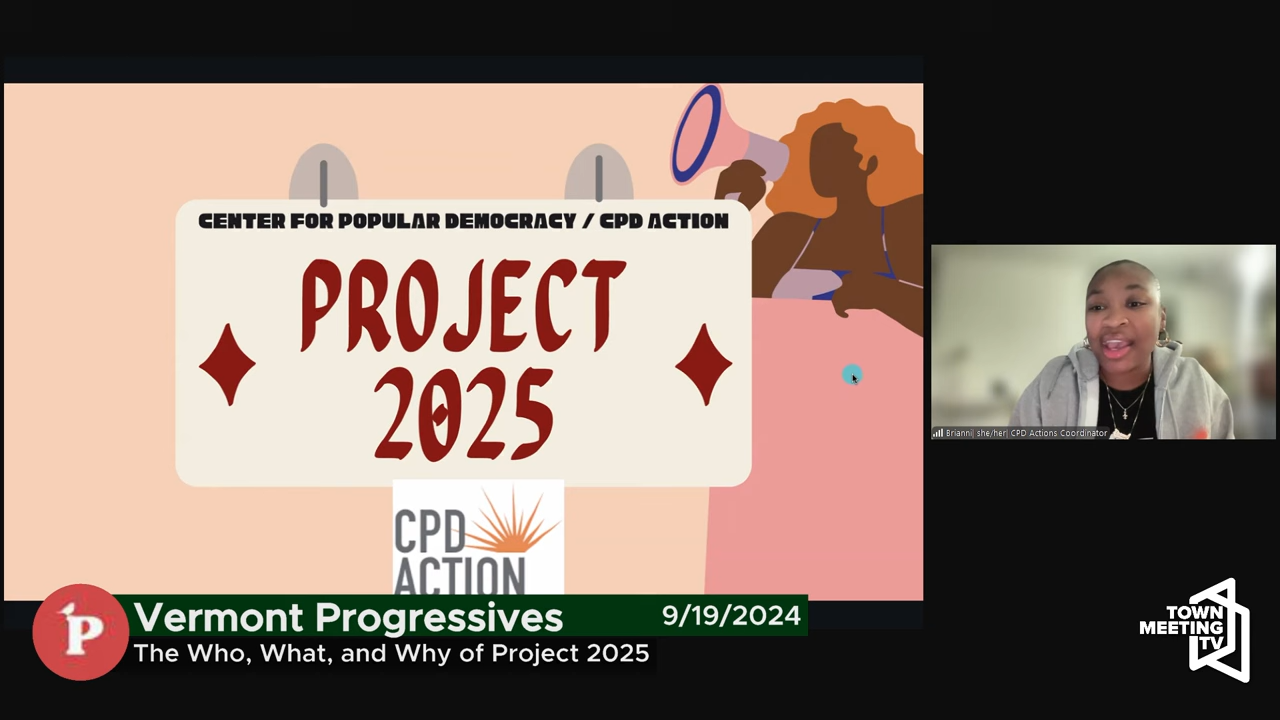 CENTER FOR POPULAR DEMOCRACY / CPD ACTION
PROJECT
2025
CPD
ACTION
Brianni| she/her| CPD Actions Coordinator
P
Vermont Progressives
9/19/2024
The Who, What, and Why of Project 2025
TOWN
MEETING
TV